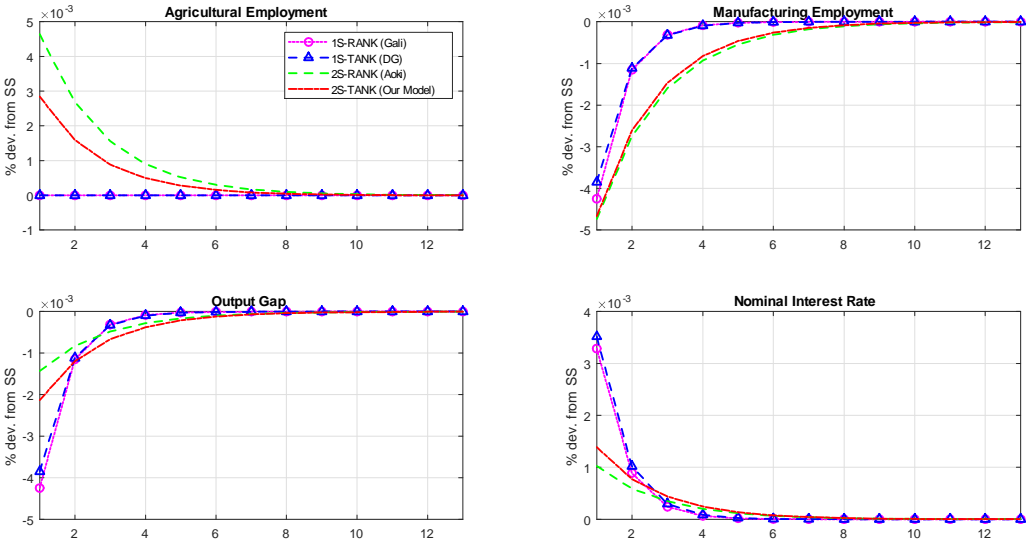 Agricultural Employment
×10⁻³
% dev. from SS
5
4
3
2
1
0
-1
2 4 6 8 10 12
1S-RANK (Gali)
1S-TANK (DG)
2S-RANK (Aoki)
2S-TANK (Our Model)
Manufacturing Employment
×10⁻³
% dev. from SS
0
-1
-2
-3
-4
-5
2 4 6 8 10 12
Output Gap
×10⁻³
% dev. from SS
0
-1
-2
-3
-4
-5
2 4 6 8 10 12
Nominal Interest Rate
×10⁻³
% dev. from SS
4
3
2
1
0
2 4 6 8 10 12